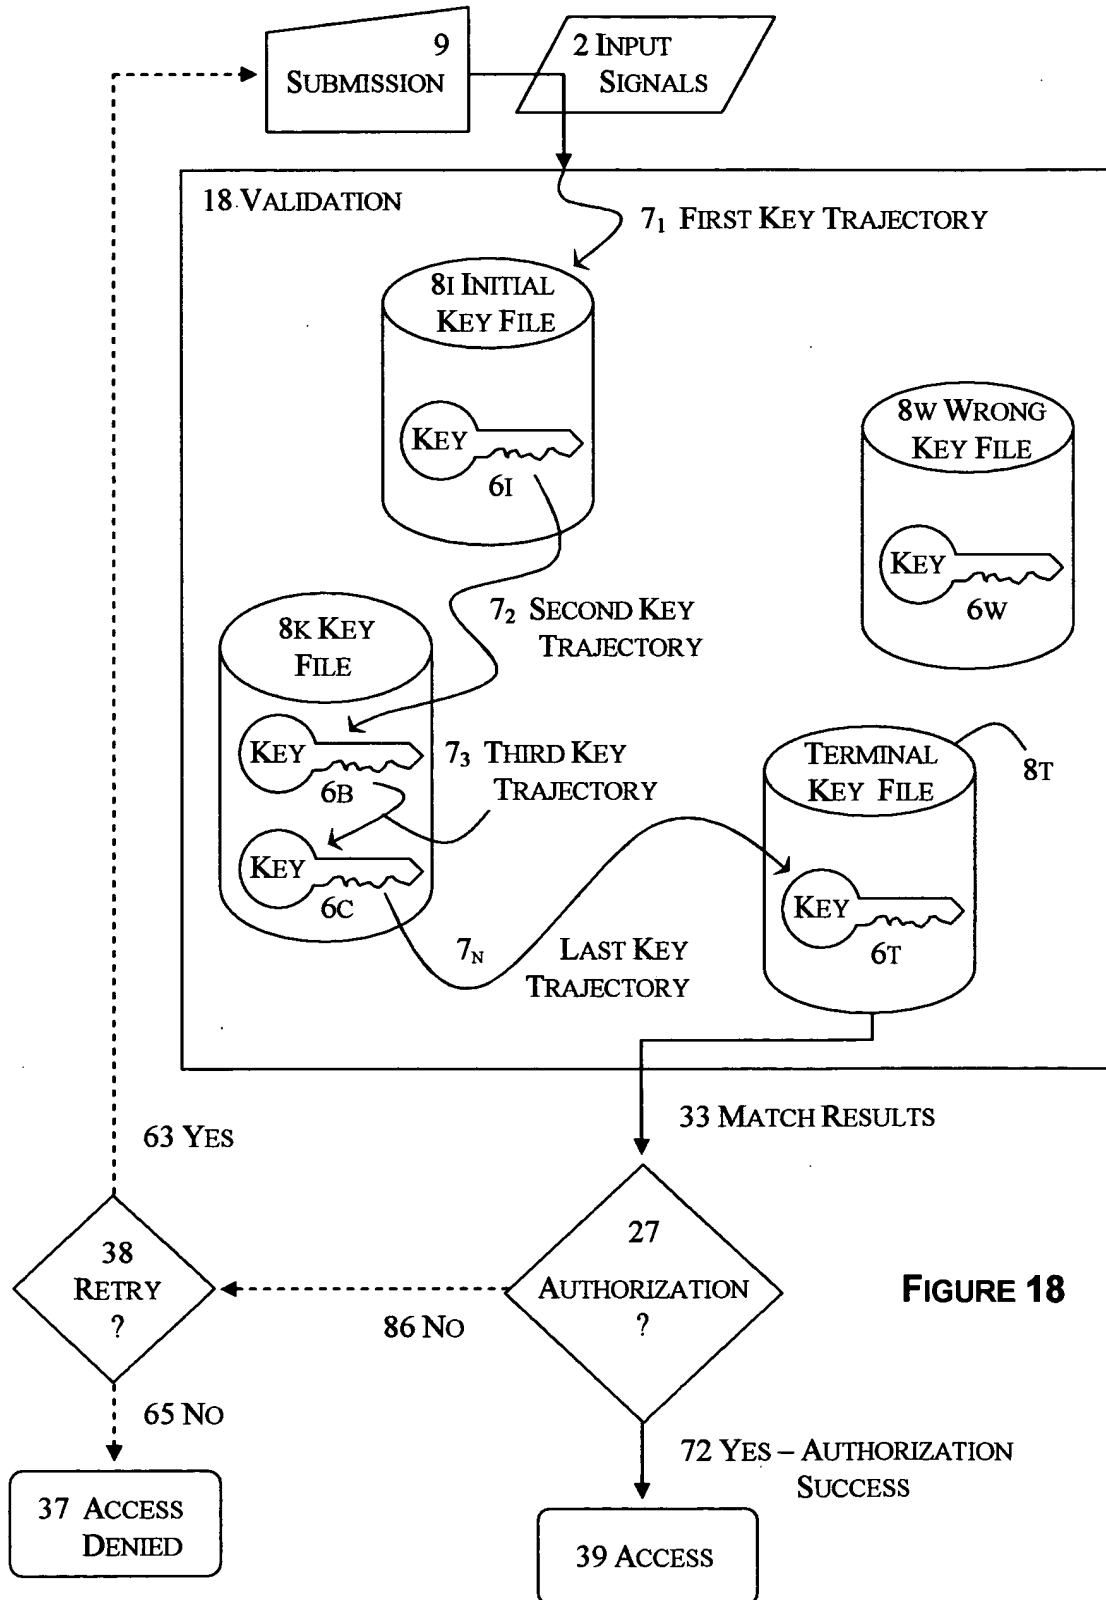 9
SUBMISSION
2 INPUT
SIGNALS
18 VALIDATION
7₁ FIRST KEY TRAJECTORY
8I INITIAL
KEY FILE
KEY
6I
8W WRONG
KEY FILE
KEY
6W
7₂ SECOND KEY
TRAJECTORY
8K KEY
FILE
KEY
6B
7₃ THIRD KEY
TRAJECTORY
KEY
6C
TERMINAL
KEY FILE
8T
KEY
6T
7ₙ LAST KEY
TRAJECTORY
33 MATCH RESULTS
63 YES
38
RETRY
?
27
AUTHORIZATION
?
86 NO
FIGURE 18
65 NO
72 YES – AUTHORIZATION
SUCCESS
37 ACCESS
DENIED
39 ACCESS